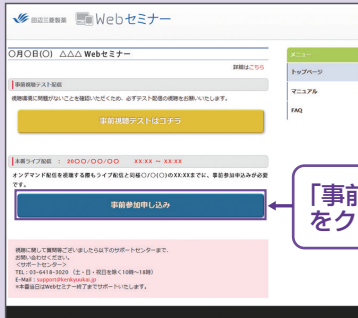 田辺三菱製薬 Webセミナー
〇月〇日(〇) △△△ Webセミナー
詳細はこちら
事前視聴テスト配信
視聴環境に問題がないことを確認いただくため、必ずテスト配信の視聴をお願いいたします。
事前視聴テストはコチラ
本番ライブ配信 : 20〇〇/〇〇/〇〇 XX:XX ～ XX:XX
オンデマンド配信を視聴する際もライブ配信と同様〇/〇(〇)のXX:XXまでに、事前参加申込みが必要
です。
事前参加申し込み
視聴に関して質問等ございましたら以下のサポートセンターまで、
お問い合わせください。
<サポートセンター>
TEL：03-6418-3020 （土・日・祝日を除く10時～18時）
E-Mail：support@kenkyuukai.jp
※本番当日はWebセミナー終了までサポートいたします。
メニュー
トップページ
マニュアル
FAQ
「事前
をク